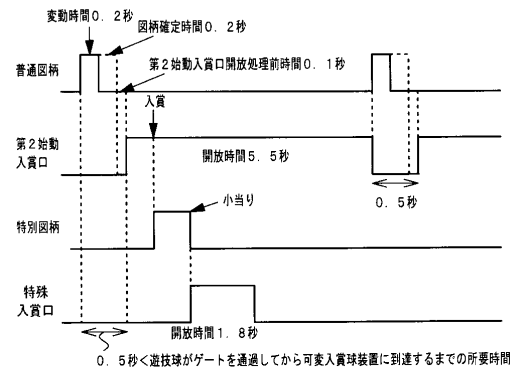 変動時間０．２秒
図柄確定時間０．２秒
普通図柄
第２始動入賞口開放処理前時間０．１秒
入賞
第２始動
入賞口
開放時間５．５秒
０．５秒
小当り
特別図柄
特殊
入賞口
開放時間１．８秒
０．５秒＜遊技球がゲートを通過してから可変入賞球装置に到達するまでの所要時間